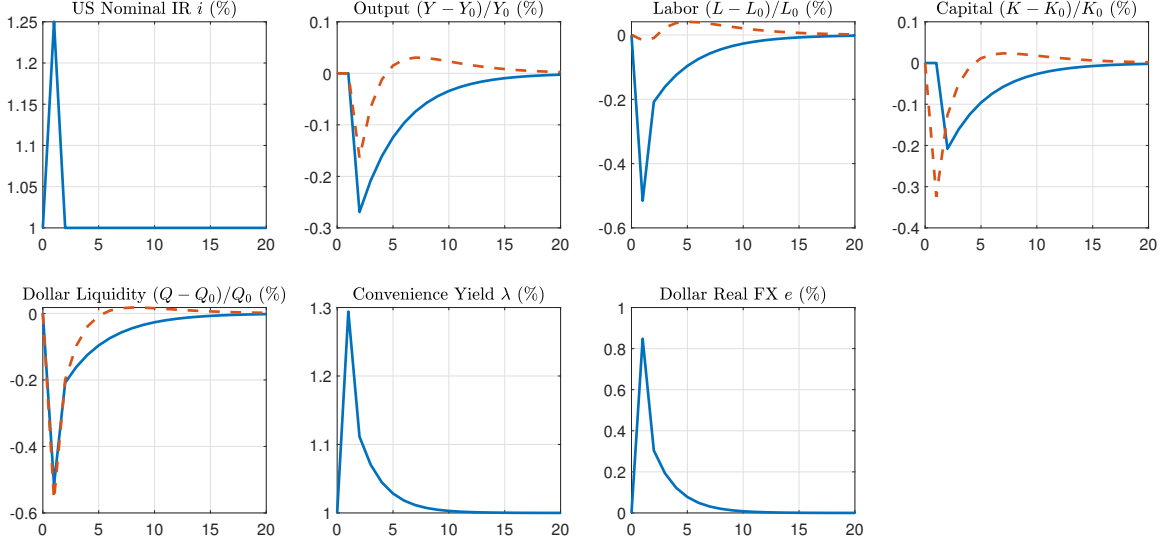 US Nominal IR i (%)
1.25
1.2
1.15
1.1
1.05
1
0 5 10 15 20
Output (Y − Y₀)/Y₀ (%)
0.1
0
-0.1
-0.2
-0.3
0 5 10 15 20
Labor (L − L₀)/L₀ (%)
0
-0.2
-0.4
-0.6
0 5 10 15 20
Capital (K − K₀)/K₀ (%)
0.1
0
-0.1
-0.2
-0.3
-0.4
0 5 10 15 20
Dollar Liquidity (Q − Q₀)/Q₀ (%)
0
-0.2
-0.4
-0.6
0 5 10 15 20
Convenience Yield λ (%)
1.3
1.2
1.1
1
0 5 10 15 20
Dollar Real FX e (%)
1
0.8
0.6
0.4
0.2
0
0 5 10 15 20